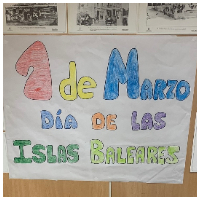 1 de MARZO
DÍA DE LAS
ISLAS BALEARES